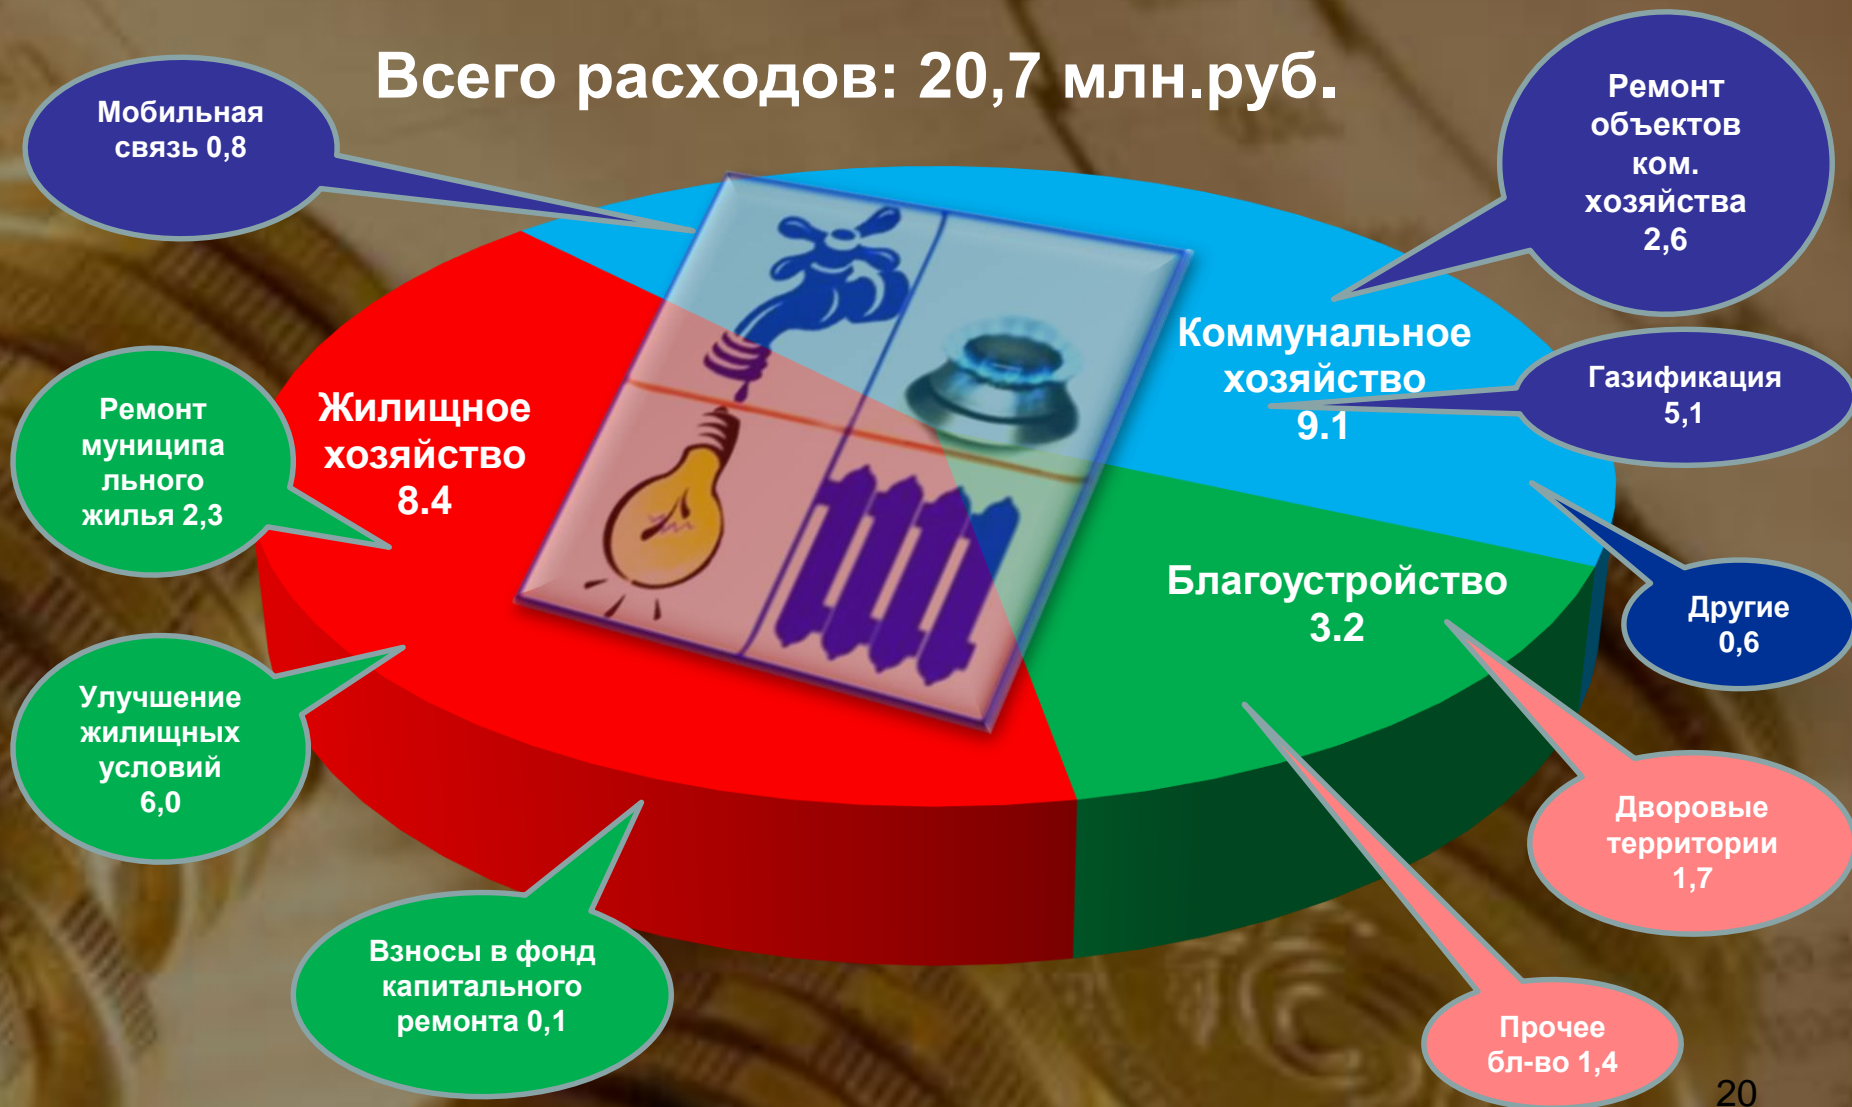 Всего расходов: 20,7 млн.руб.
Мобильная
связь 0,8
Ремонт
объектов
ком.
хозяйства
2,6
Коммунальное
хозяйство
9.1
Газификация
5,1
Жилищное
хозяйство
8.4
Ремонт
муниципа
льного
жилья 2,3
Благоустройство
3.2
Другие
0,6
Улучшение
жилищных
условий
6,0
Дворовые
территории
1,7
Взносы в фонд
капитального
ремонта 0,1
Прочее
бл-во 1,4
20